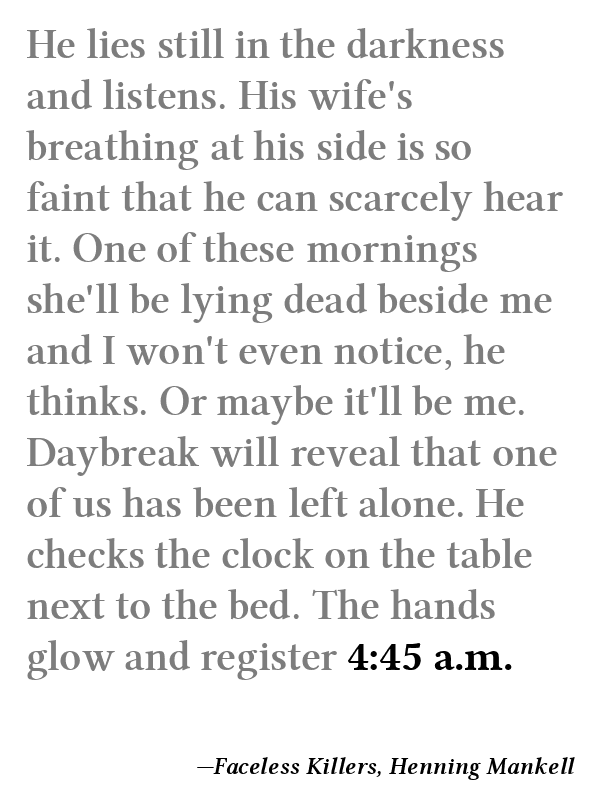 He lies still in the darkness
and listens. His wife's
breathing at his side is so
faint that he can scarcely hear
it. One of these mornings
she'll be lying dead beside me
and I won't even notice, he
thinks. Or maybe it'll be me.
Daybreak will reveal that one
of us has been left alone. He
checks the clock on the table
next to the bed. The hands
glow and register 4:45 a.m.
—Faceless Killers, Henning Mankell